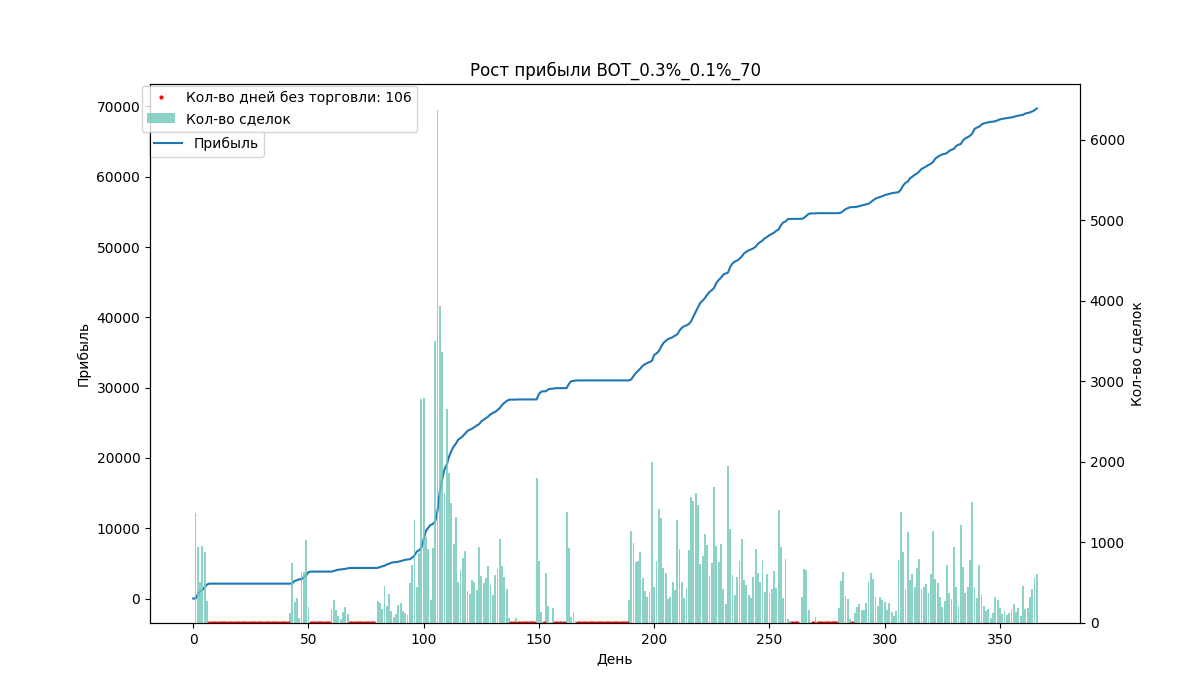 Рост прибыли BOT_0.3%_0.1%_70
Кол-во дней без торговли: 106
Кол-во сделок
Прибыль
70000
60000
50000
40000
30000
20000
10000
0
Прибыль
6000
5000
4000
3000
2000
1000
0
Кол-во сделок
0 50 100 150 200 250 300 350
День